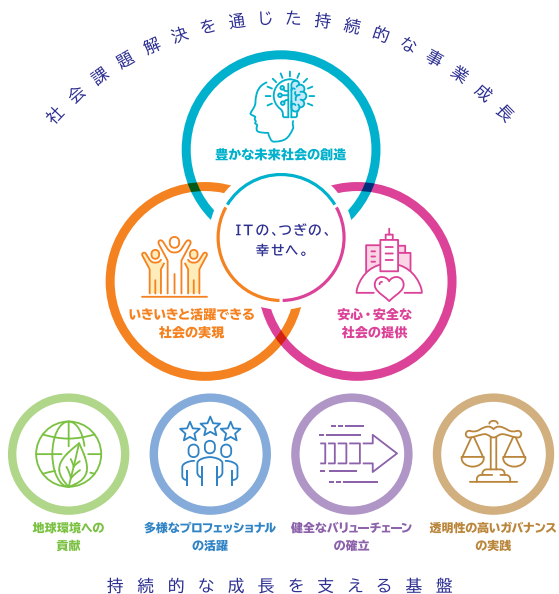 社会課題解決を通じた持続的な事業成長
豊かな未来社会の創造
ITの、つぎの、
幸せへ。
いきいきと活躍できる
社会の実現
安心・安全な
社会の提供
地球環境への
貢献
多様なプロフェッショナル
の活躍
健全なバリューチェーン
の確立
透明性の高いガバナンス
の実践
持続的な成長を支える基盤